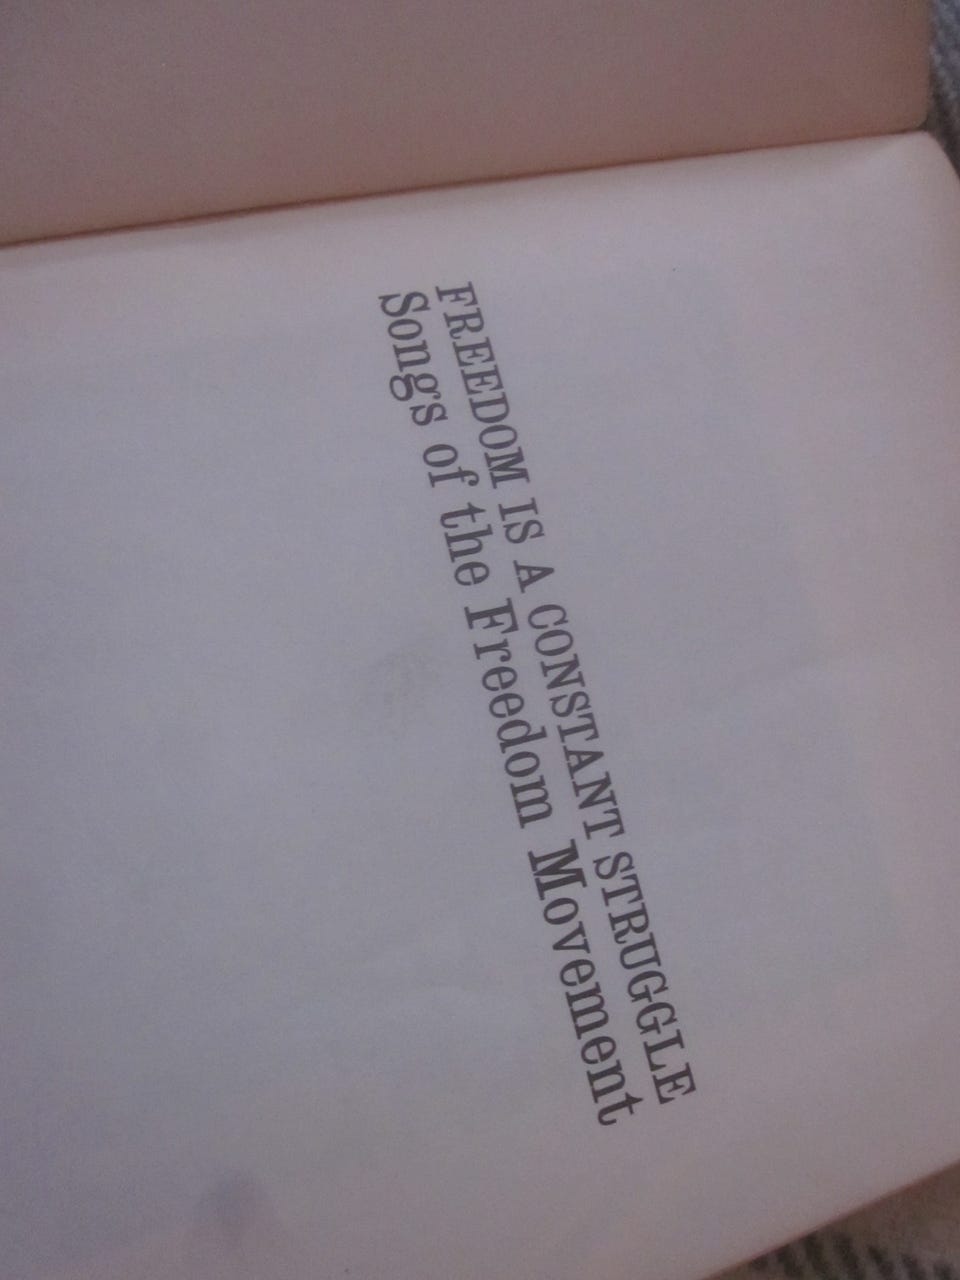 FREEDOM IS A CONSTANT STRUGGLE
Songs of the Freedom Movement